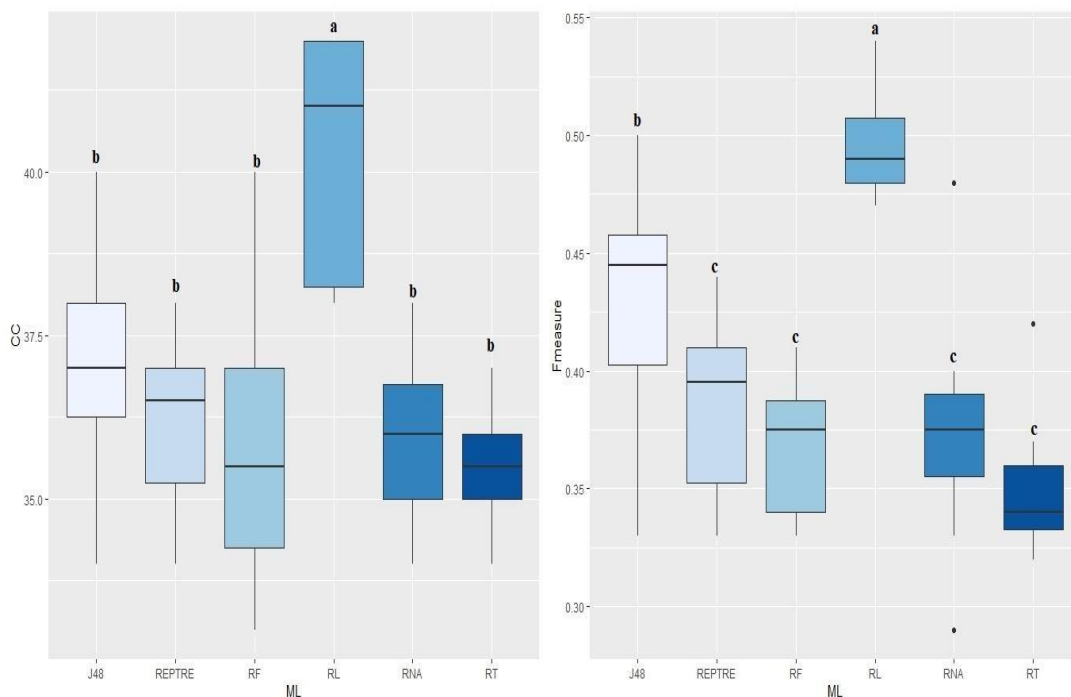 a
b
b
b
b
b
40.0
37.5
35.0
CC
J48
REPTRE
RF
RL
RNA
RT
ML
a
b
c
c
c
c
0.55
0.50
0.45
0.40
0.35
0.30
Fmeasure
J48
REPTRE
RF
RL
RNA
RT
ML